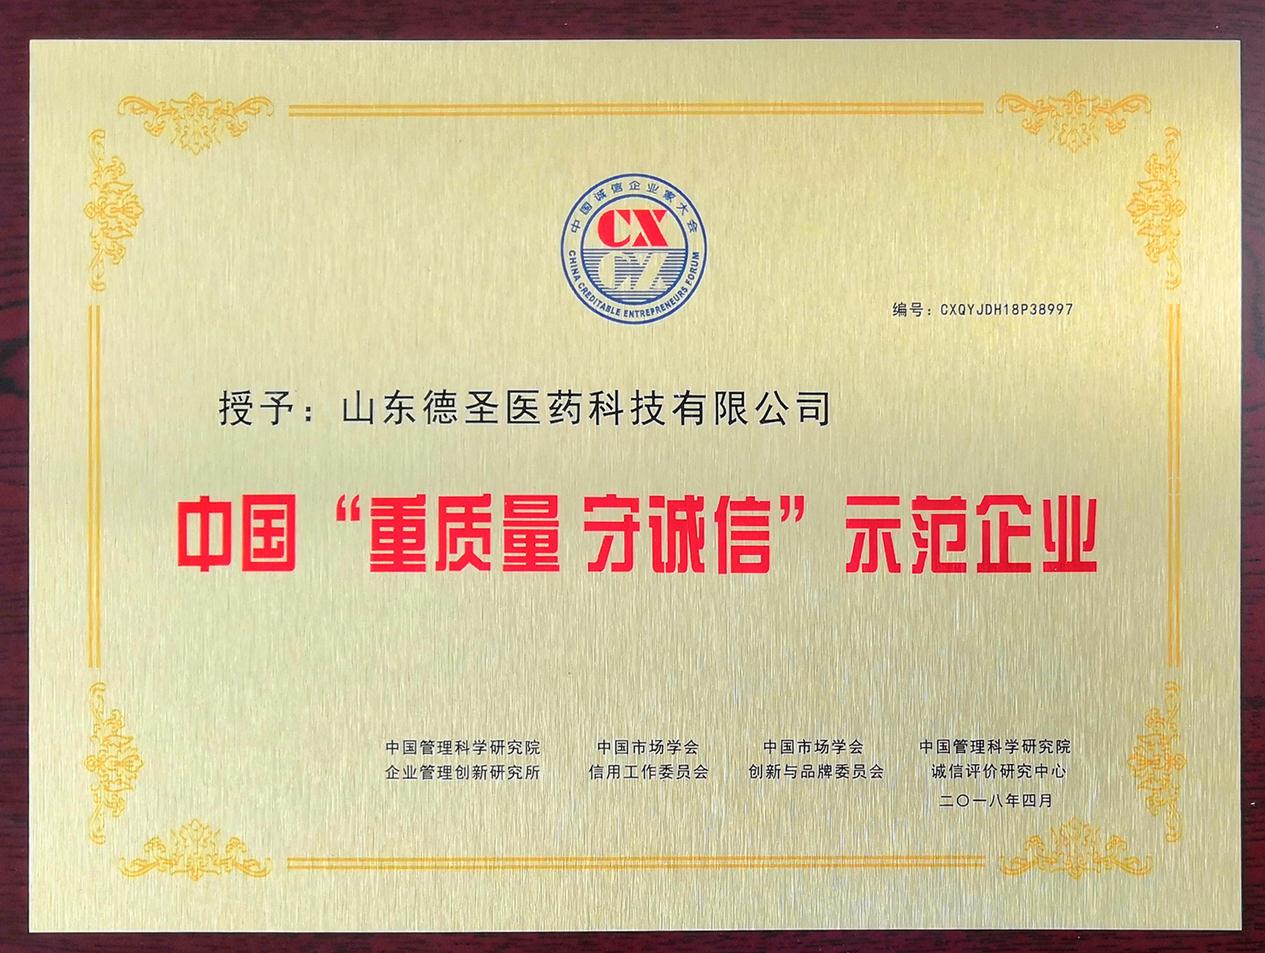 中国诚信企业家大会
CX
CZ
CHINA CREDITABLE ENTREPRENEURS FORUM
编号：CXQYJDH18P38997
授予：山东德圣医药科技有限公司
中国“重质量 守诚信”示范企业
中国管理科学研究院
企业管理创新研究所
中国市场学会
信用工作委员会
中国市场学会
创新与品牌委员会
中国管理科学研究院
诚信评价研究中心
二〇一八年四月